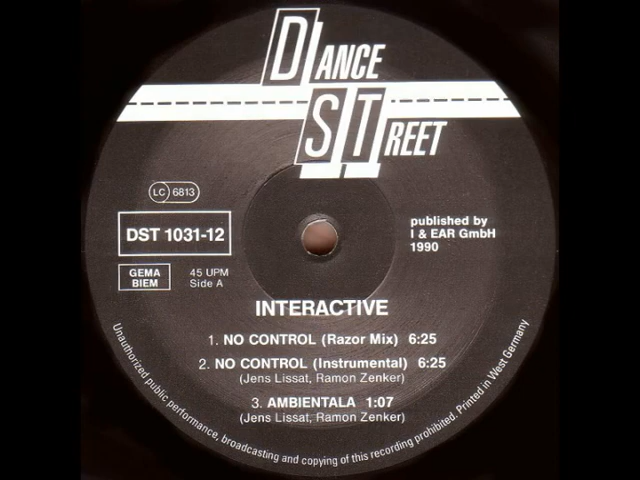 DANCE
STREET
LC 6813
DST 1031-12
published by
I & EAR GmbH
1990
GEMA
BIEM
45 UPM
Side A
INTERACTIVE
1. NO CONTROL (Razor Mix) 6:25
2. NO CONTROL (Instrumental) 6:25
(Jens Lissat, Ramon Zenker)
3. AMBIENTALA 1:07
(Jens Lissat, Ramon Zenker)
Unauthorized public performance, broadcasting and copying of this recording prohibited. Printed in West Germany